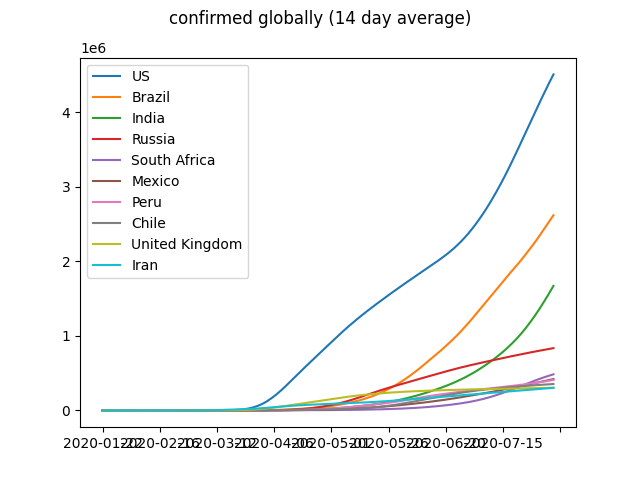 confirmed globally (14 day average)
1e6
US
Brazil
India
Russia
South Africa
Mexico
Peru
Chile
United Kingdom
Iran
4
3
2
1
0
2020-01-22
2020-02-16
2020-03-12
2020-04-06
2020-05-01
2020-05-26
2020-06-20
2020-07-15